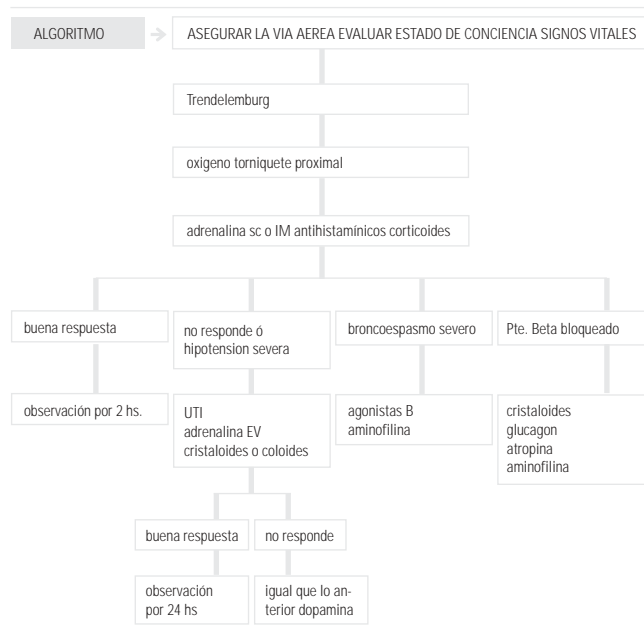 ALGORITMO
ASEGURAR LA VIA AEREA EVALUAR ESTADO DE CONCIENCIA SIGNOS VITALES
Trendelemburg
oxigeno torniquete proximal
adrenalina sc o IM antihistamínicos corticoides
buena respuesta
no responde ó
hipotension severa
broncoespasmo severo
Pte. Beta bloqueado
observación por 2 hs.
UTI
adrenalina EV
cristaloides o coloides
agonistas B
aminofilina
cristaloides
glucagon
atropina
aminofilina
buena respuesta
no responde
observación
por 24 hs
igual que lo an-
terior dopamina